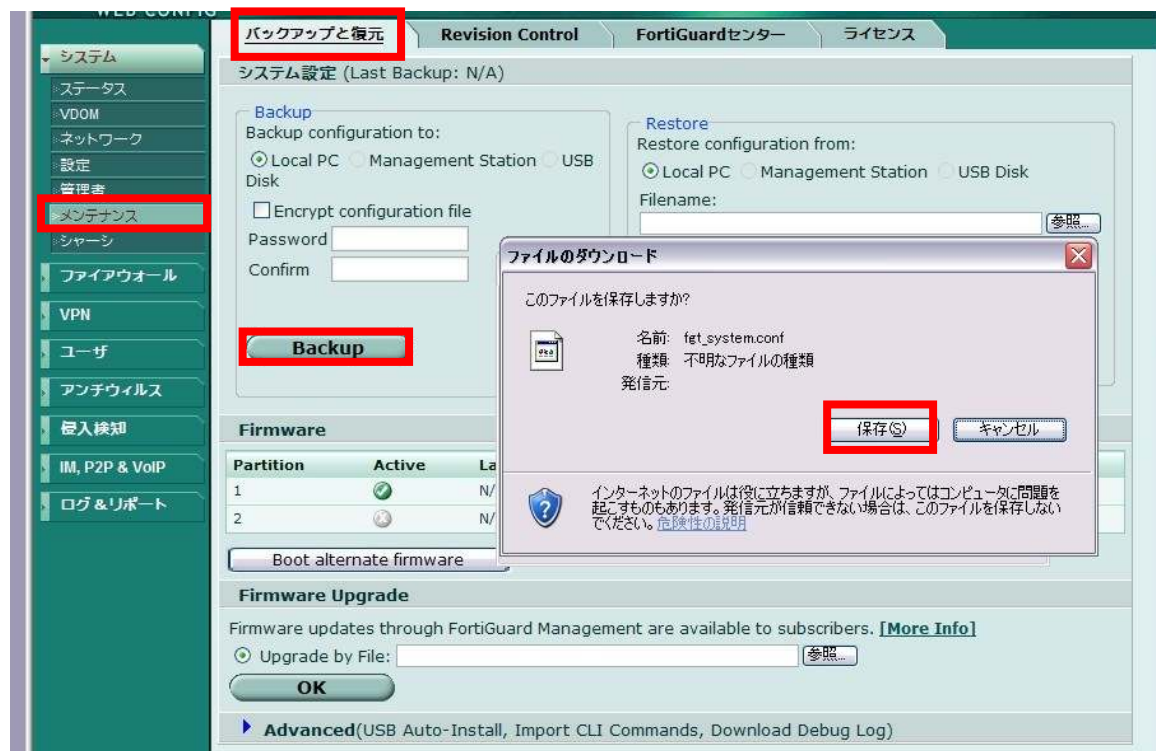 WEB CONFIG
バックアップと復元
Revision Control
FortiGuardセンター
ライセンス
システム
ステータス
VDOM
ネットワーク
設定
管理者
メンテナンス
シャーシ
ファイアウォール
VPN
ユーザ
アンチウィルス
侵入検知
IM, P2P & VoIP
ログ&リポート
システム設定 (Last Backup: N/A)
Backup
Backup configuration to:
Local PC Management Station USB
Disk
Encrypt configuration file
Password
Confirm
Backup
Restore
Restore configuration from:
Local PC Management Station USB Disk
Filename:
参照...
ファイルのダウンロード
このファイルを保存しますか?
名前: fgt_system.conf
種類: 不明なファイルの種類
発信元:
保存(S)
キャンセル
インターネットのファイルは役に立ちますが、ファイルによってはコンピュータに問題を
起こすものもあります。発信元が信頼できない場合は、このファイルを保存しない
でください。危険性の説明
Firmware
Partition Active La
1 N/
2 N/
Boot alternate firmware
Firmware Upgrade
Firmware updates through FortiGuard Management are available to subscribers. [More Info]
Upgrade by File:
参照...
OK
Advanced(USB Auto-Install, Import CLI Commands, Download Debug Log)